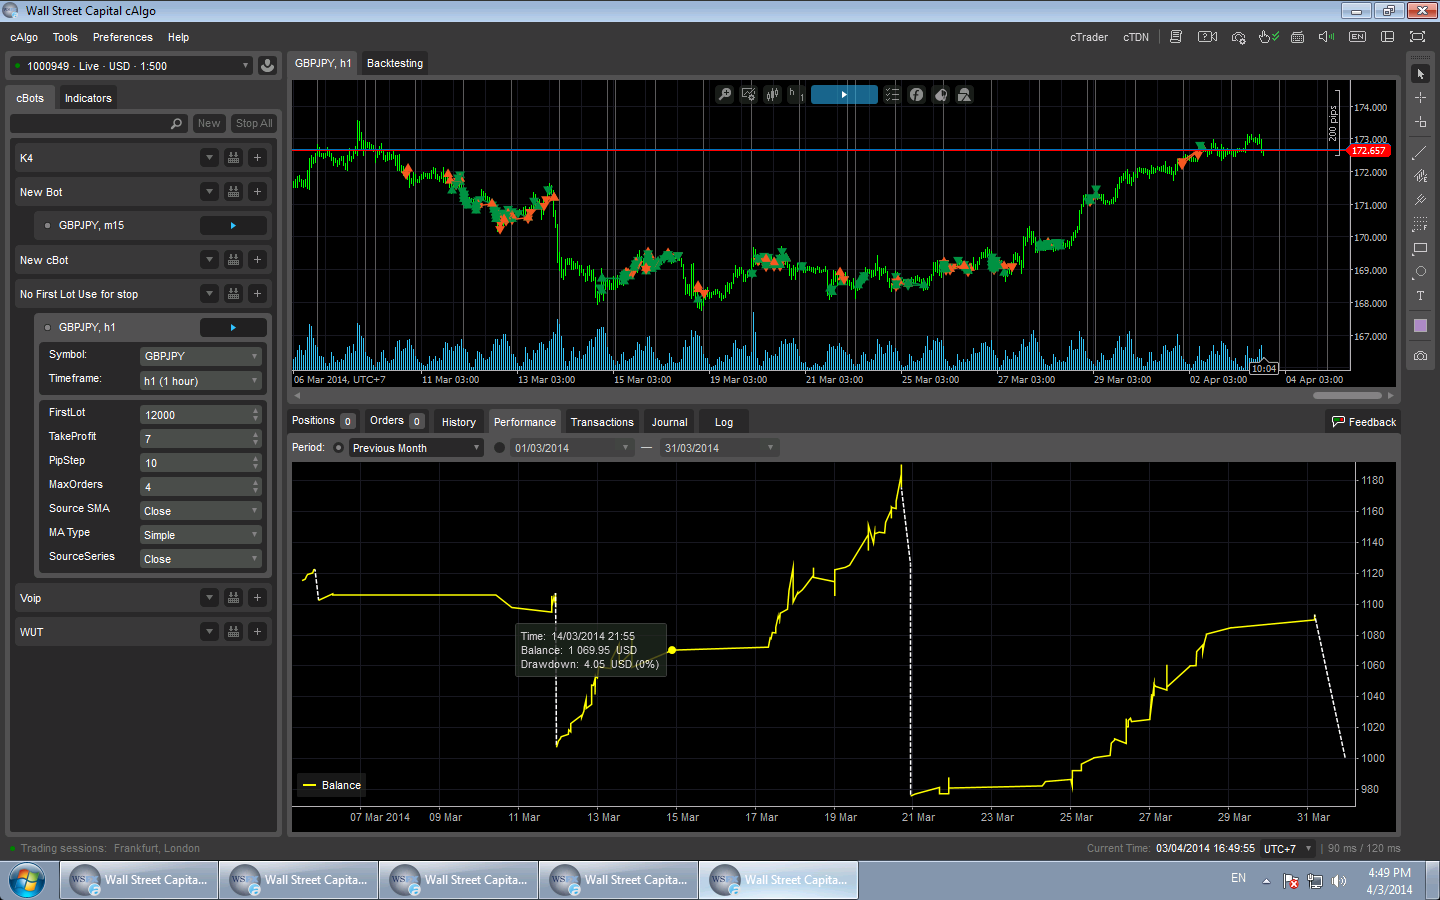 Wall Street Capital cAlgo
cAlgo Tools Preferences Help
cTrader cTDN EN
1000949 · Live · USD · 1:500
cBots Indicators
New Stop All
K4
New Bot
GBPJPY, m15
New cBot
No First Lot Use for stop
GBPJPY, h1
Symbol: GBPJPY
Timeframe: h1 (1 hour)
FirstLot 12000
TakeProfit 7
PipStep 10
MaxOrders 4
Source SMA Close
MA Type Simple
SourceSeries Close
Voip
WUT
GBPJPY, h1 Backtesting
h 1
200 pips
174.000
173.000
172.657
172.000
171.000
170.000
169.000
168.000
167.000
10:04
06 Mar 2014, UTC+7 11 Mar 03:00 13 Mar 03:00 15 Mar 03:00 19 Mar 03:00 21 Mar 03:00 25 Mar 03:00 27 Mar 03:00 29 Mar 03:00 02 Apr 03:00 04 Apr 03:00
Positions 0 Orders 0 History Performance Transactions Journal Log
Feedback
Period: Previous Month 01/03/2014 — 31/03/2014
1180
1160
1140
1120
1100
1080
1060
1040
1020
1000
980
Time: 14/03/2014 21:55
Balance: 1 069.95 USD
Drawdown: 4.05 USD (0%)
Balance
07 Mar 2014 09 Mar 11 Mar 13 Mar 15 Mar 17 Mar 19 Mar 21 Mar 23 Mar 25 Mar 27 Mar 29 Mar 31 Mar
Trading sessions: Frankfurt, London
Current Time: 03/04/2014 16:49:55 UTC+7 | 90 ms / 120 ms
Wall Street Capita... Wall Street Capita... Wall Street Capita... Wall Street Capita... Wall Street Capita...
EN
4:49 PM
4/3/2014